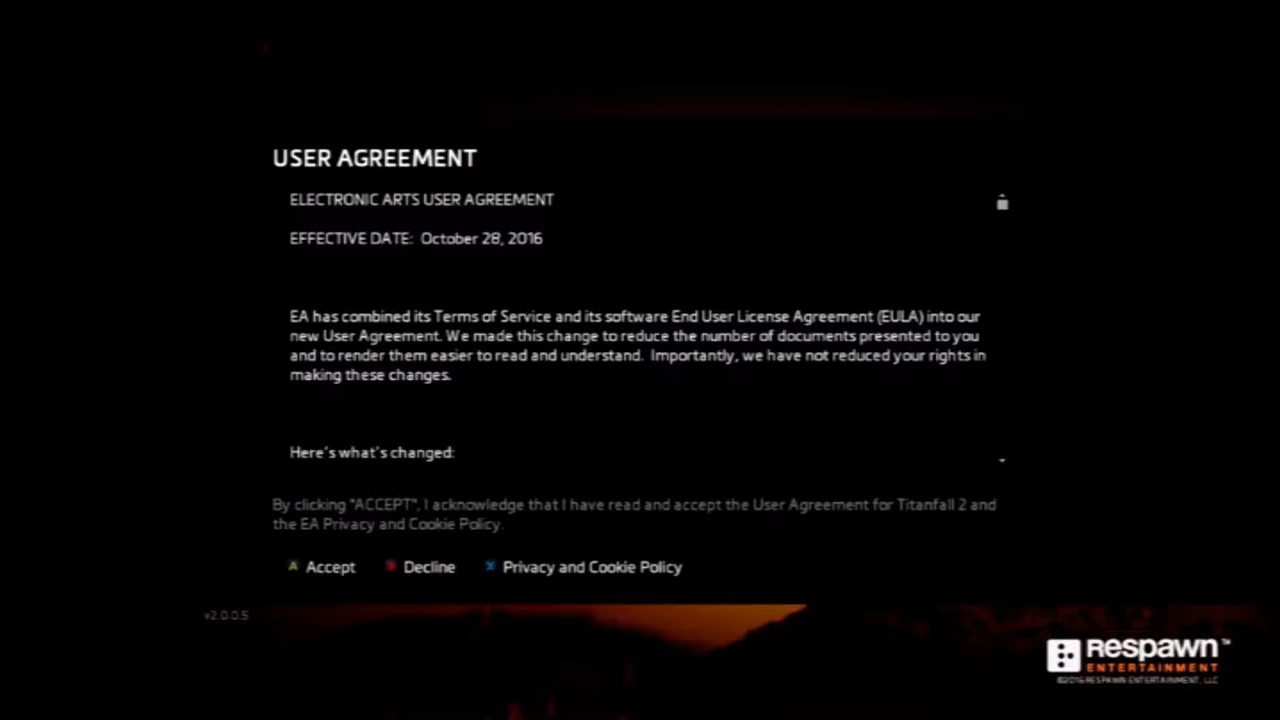 USER AGREEMENT
ELECTRONIC ARTS USER AGREEMENT
EFFECTIVE DATE: October 28, 2016
EA has combined its Terms of Service and its software End User License Agreement (EULA) into our
new User Agreement. We made this change to reduce the number of documents presented to you
and to render them easier to read and understand. Importantly, we have not reduced your rights in
making these changes.
Here's what's changed:
By clicking "ACCEPT", I acknowledge that I have read and accept the User Agreement for Titanfall 2 and
the EA Privacy and Cookie Policy.
A Accept B Decline X Privacy and Cookie Policy
v2.0.0.5
Respawn™
ENTERTAINMENT
©2016 RESPAWN ENTERTAINMENT, LLC